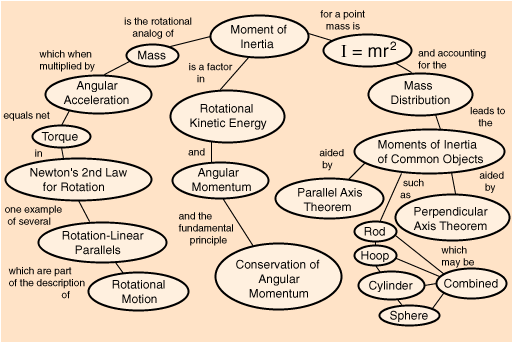 is the rotational
analog of
Moment of
Inertia
for a point
mass is
I = mr²
which when
multiplied by
Mass
is a factor
in
and accounting
for the
Angular
Acceleration
Rotational
Kinetic Energy
Mass
Distribution
equals net
leads to
the
Torque
in
and
Moments of Inertia
of Common Objects
Newton's 2nd Law
for Rotation
Angular
Momentum
aided
by
Parallel Axis
Theorem
such
as
aided
by
one example
of several
and the
fundamental
principle
Perpendicular
Axis Theorem
Rotation-Linear
Parallels
Rod
Hoop
which
may be
which are part
of the description
of
Rotational
Motion
Conservation of
Angular
Momentum
Cylinder
Combined
Sphere